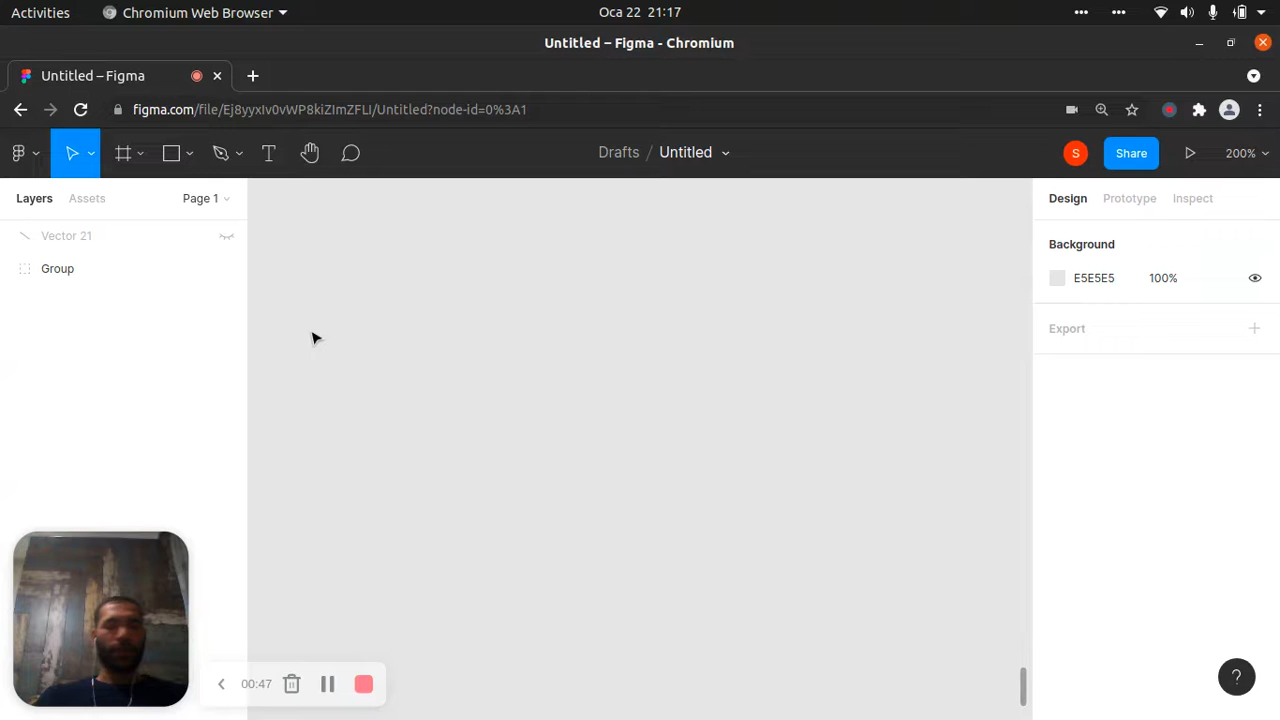 Activities
Chromium Web Browser
Oca 22 21:17
Untitled – Figma - Chromium
Untitled – Figma
figma.com/file/Ej8yyxIv0vWP8kiZImZFLI/Untitled?node-id=0%3A1
Drafts / Untitled
S
Share
200%
Layers
Assets
Page 1
Design
Prototype
Inspect
Vector 21
Background
Group
E5E5E5
100%
Export
00:47
?